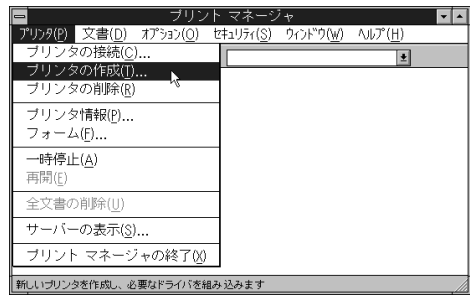 プリント マネージャ
プリンタ(P) 文書(D) オプション(O) セキュリティ(S) ウィンドウ(W) ヘルプ(H)
プリンタの接続(C)...
プリンタの作成(T)...
プリンタの削除(R)
プリンタ情報(P)...
フォーム(F)...
一時停止(A)
再開(E)
全文書の削除(U)
サーバーの表示(S)...
プリント マネージャの終了(X)
新しいプリンタを作成し、必要なドライバを組み込みます